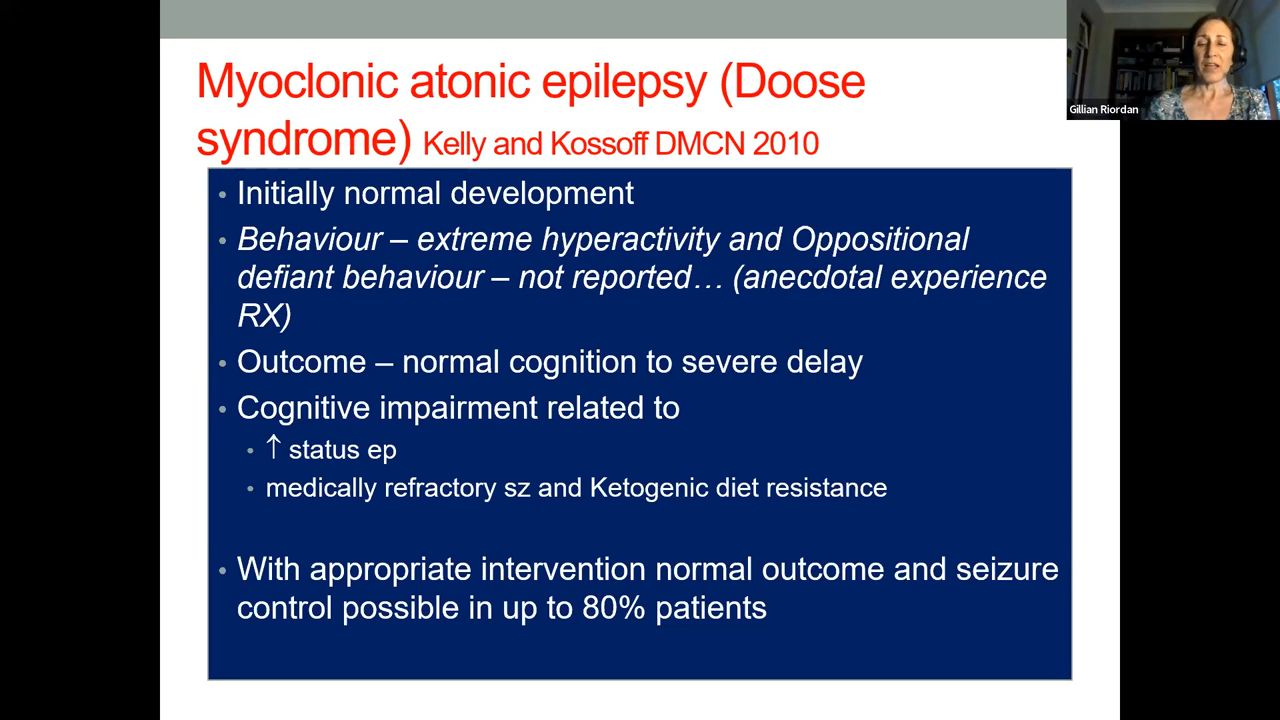 Myoclonic atonic epilepsy (Doose
syndrome) Kelly and Kossoff DMCN 2010
• Initially normal development
• Behaviour – extreme hyperactivity and Oppositional
defiant behaviour – not reported… (anecdotal experience
RX)
• Outcome – normal cognition to severe delay
• Cognitive impairment related to
• ↑ status ep
• medically refractory sz and Ketogenic diet resistance
• With appropriate intervention normal outcome and seizure
control possible in up to 80% patients
Gillian Riordan